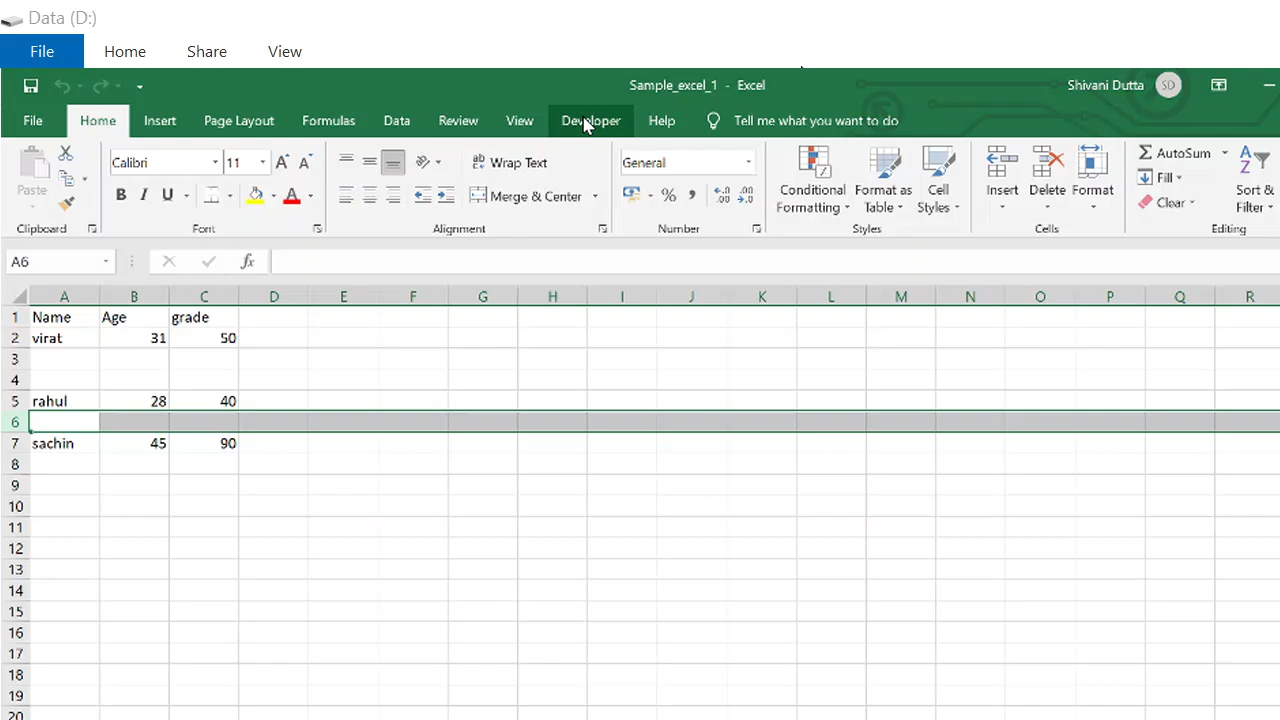 Data (D:)
File Home Share View
Sample_excel_1 - Excel Shivani Dutta SD
File Home Insert Page Layout Formulas Data Review View Developer Help Tell me what you want to do
Paste
Calibri 11 A A
B I U A
ab Wrap Text
Merge & Center
General
% ,
Conditional Formatting
Format as Table
Cell Styles
Insert Delete Format
Σ AutoSum
Fill
Clear
Sort & Filter
Clipboard Font Alignment Number Styles Cells Editing
A6 fx
A B C D E F G H I J K L M N O P Q R
1 Name Age grade
2 virat 31 50
3
4
5 rahul 28 40
6
7 sachin 45 90
8
9
10
11
12
13
14
15
16
17
18
19
20